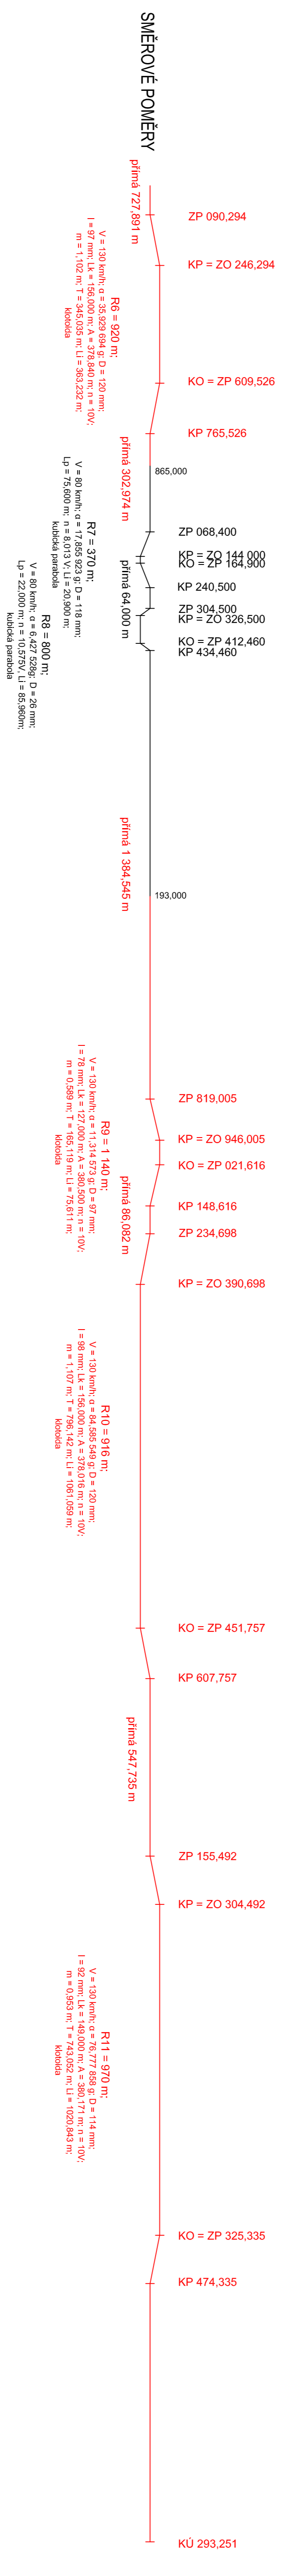 SMĚROVÉ POMĚRY
přímá 727,891 m
ZP 090,294
KP = ZO 246,294
R6 = 920 m;
V = 130 km/h; α = 35,929 694 g; D = 120 mm;
I = 97 mm; Lk = 156,000 m; A = 378,840 m; n = 10V;
m = 1,102 m; T = 345,035 m; Li = 363,232 m;
klotoida
KO = ZP 609,526
KP 765,526
přímá 302,974 m
865,000
ZP 068,400
KP = ZO 144 000
KO = ZP 164,900
R7 = 370 m;
V = 80 km/h; α = 17,855 923 g; D = 118 mm;
Lp = 75,600 m; n = 8,013 V; Li = 20,900 m;
kubická parabola
KP 240,500
přímá 64,000 m
ZP 304,500
KP = ZO 326,500
R8 = 800 m;
V = 80 km/h; α = 6,427 528g; D = 26 mm;
Lp = 22,000 m; n = 10,575V, Li = 85,960m;
kubická parabola
KO = ZP 412,460
KP 434,460
přímá 1 384,545 m
193,000
ZP 819,005
KP = ZO 946,005
R9 = 1 140 m;
V = 130 km/h; α = 11,314 573 g; D = 97 mm;
I = 78 mm; Lk = 127,000 m; A = 380,500 m; n = 10V;
m = 0,589 m; T = 165,119 m; Li = 75,611 m;
klotoida
KO = ZP 021,616
KP 148,616
přímá 86,082 m
ZP 234,698
KP = ZO 390,698
R10 = 916 m;
V = 130 km/h; α = 84,585 549 g; D = 120 mm;
I = 98 mm; Lk = 156,000 m; A = 378,016 m; n = 10V;
m = 1,107 m; T = 796,142 m; Li = 1061,059 m;
klotoida
KO = ZP 451,757
KP 607,757
přímá 547,735 m
ZP 155,492
KP = ZO 304,492
R11 = 970 m;
V = 130 km/h; α = 76,777 858 g; D = 114 mm;
I = 92 mm; Lk = 149,000 m; A = 380,171 m; n = 10V;
m = 0,953 m; T = 743,052 m; Li = 1020,843 m;
klotoida
KO = ZP 325,335
KP 474,335
KÚ 293,251